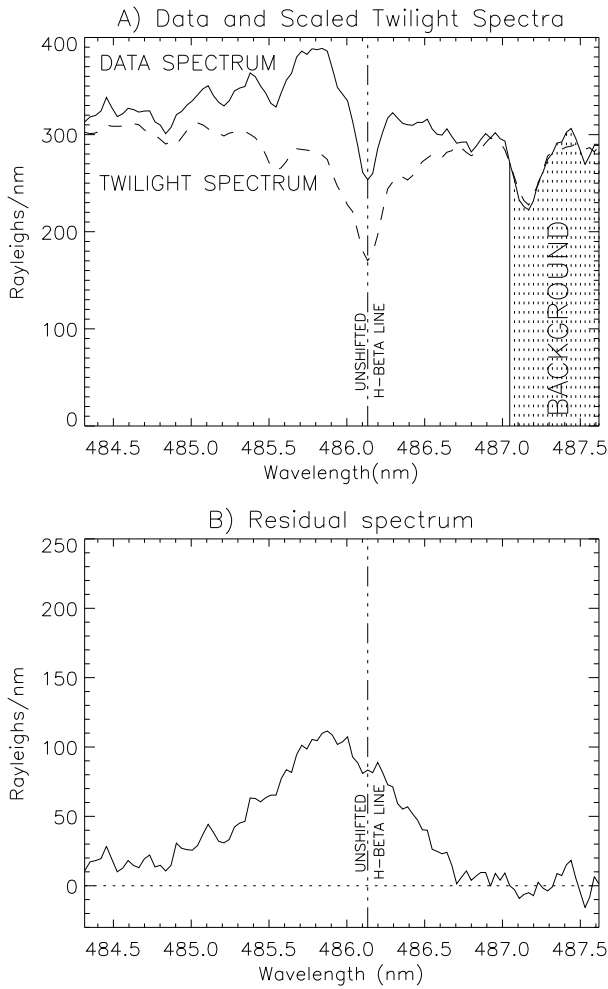 A) Data and Scaled Twilight Spectra
400
300
200
100
0
Rayleighs/nm
DATA SPECTRUM
TWILIGHT SPECTRUM
UNSHIFTED
H-BETA LINE
BACKGROUND
484.5 485.0 485.5 486.0 486.5 487.0 487.5
Wavelength(nm)
B) Residual spectrum
250
200
150
100
50
0
Rayleighs/nm
UNSHIFTED
H-BETA LINE
484.5 485.0 485.5 486.0 486.5 487.0 487.5
Wavelength (nm)